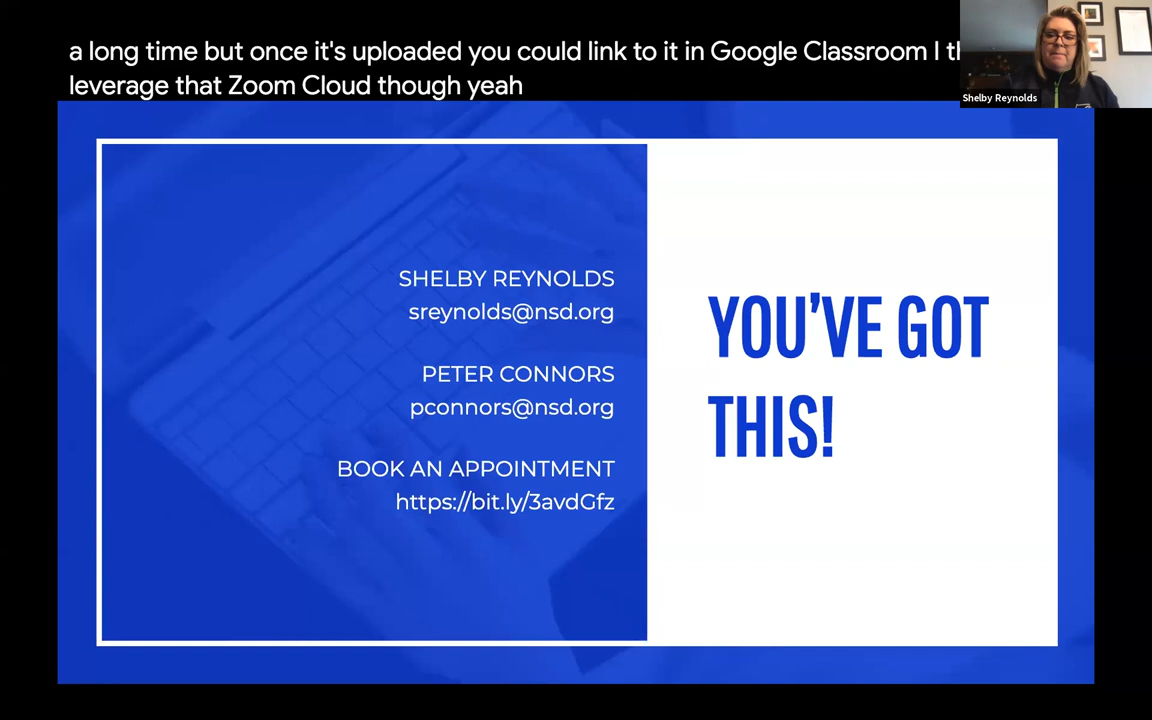 a long time but once it's uploaded you could link to it in Google Classroom I
leverage that Zoom Cloud though yeah
Shelby Reynolds
SHELBY REYNOLDS
sreynolds@nsd.org
PETER CONNORS
pconnors@nsd.org
BOOK AN APPOINTMENT
https://bit.ly/3avdGfz
YOU'VE GOT
THIS!